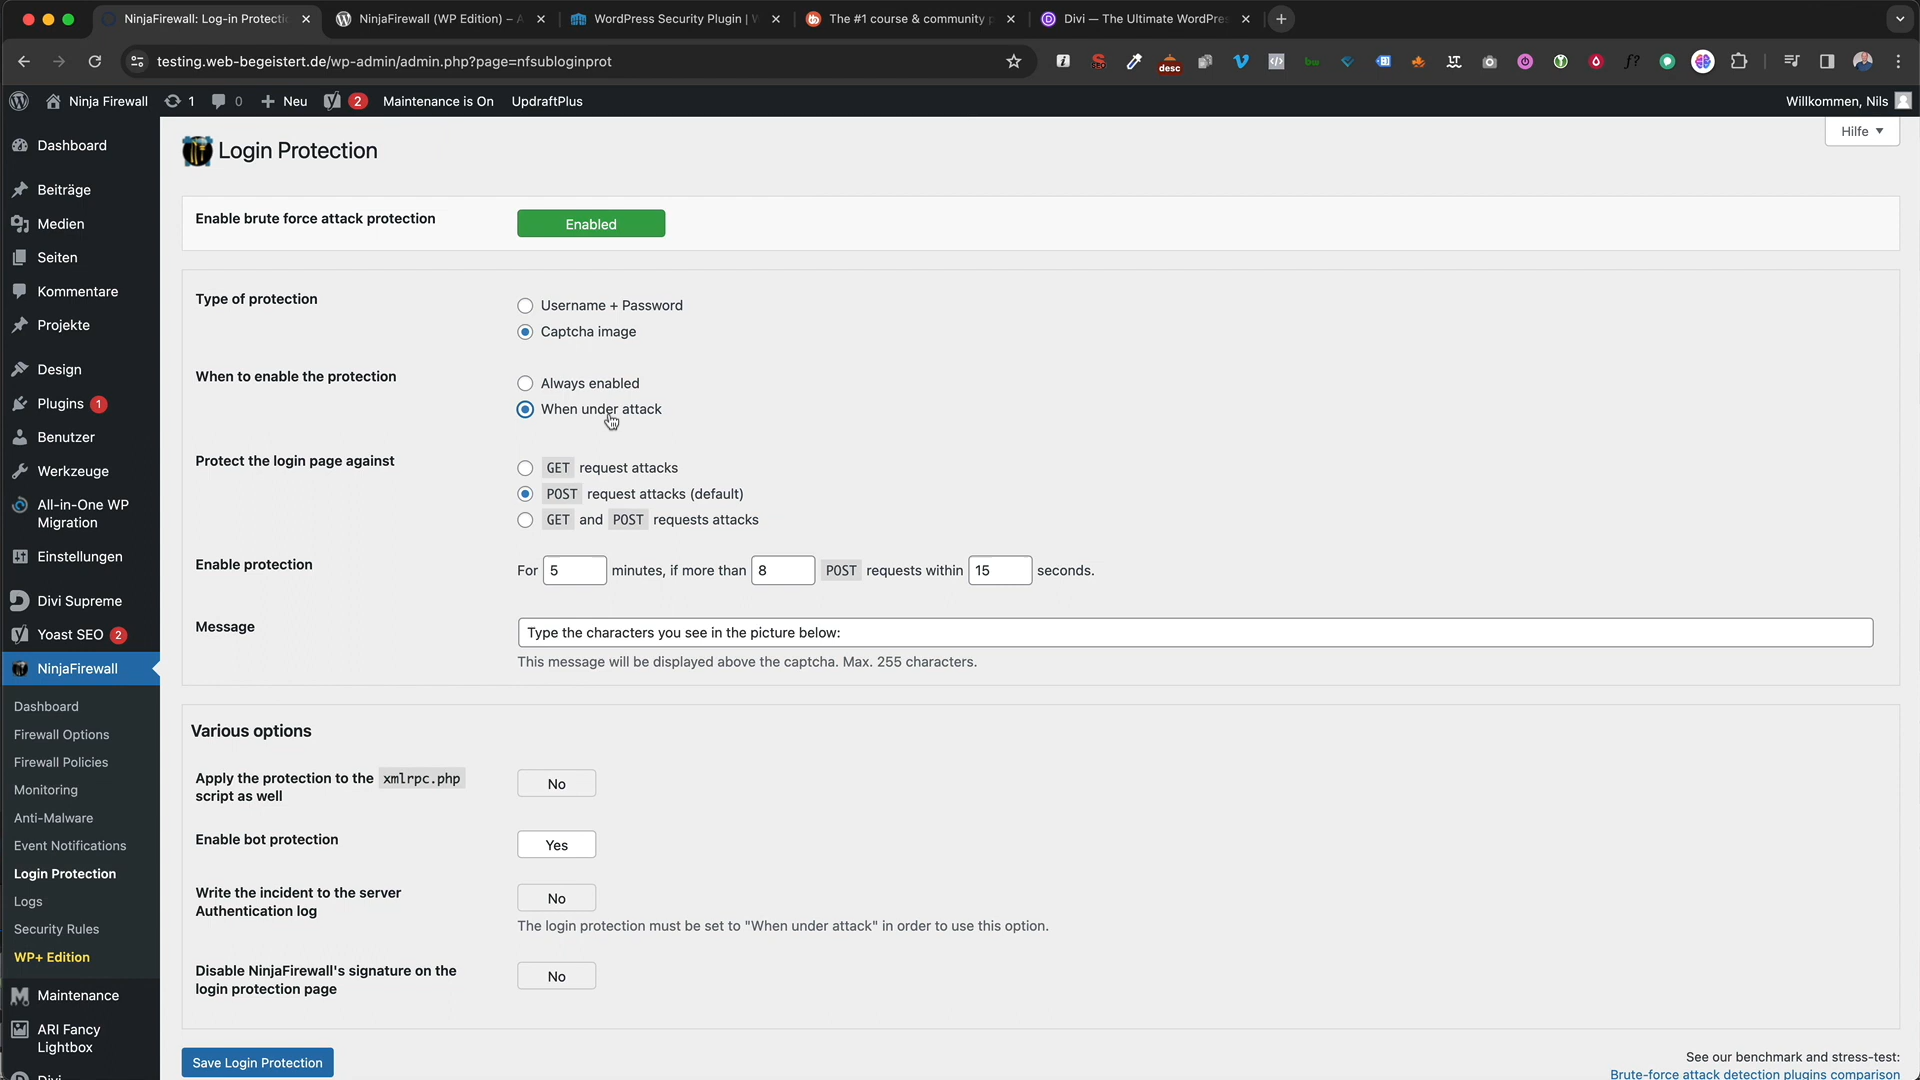 NinjaFirewall: Log-in Protecti
NinjaFirewall (WP Edition) – A
WordPress Security Plugin | W
The #1 course & community p
Divi — The Ultimate WordPre
testing.web-begeistert.de/wp-admin/admin.php?page=nfsubloginprot
desc
Ninja Firewall
1
0
Neu
2
Maintenance is On
UpdraftPlus
Willkommen, Nils
Hilfe
Dashboard
Beiträge
Medien
Seiten
Kommentare
Projekte
Design
Plugins 1
Benutzer
Werkzeuge
All-in-One WP
Migration
Einstellungen
Divi Supreme
Yoast SEO 2
NinjaFirewall
Dashboard
Firewall Options
Firewall Policies
Monitoring
Anti-Malware
Event Notifications
Login Protection
Logs
Security Rules
WP+ Edition
Maintenance
ARI Fancy
Lightbox
Divi
Login Protection
Enable brute force attack protection
Enabled
Type of protection
Username + Password
Captcha image
When to enable the protection
Always enabled
When under attack
Protect the login page against
GET request attacks
POST request attacks (default)
GET and POST requests attacks
Enable protection
For 5 minutes, if more than 8 POST requests within 15 seconds.
Message
Type the characters you see in the picture below:
This message will be displayed above the captcha. Max. 255 characters.
Various options
Apply the protection to the xmlrpc.php
script as well
No
Enable bot protection
Yes
Write the incident to the server
Authentication log
No
The login protection must be set to "When under attack" in order to use this option.
Disable NinjaFirewall's signature on the
login protection page
No
Save Login Protection
See our benchmark and stress-test:
Brute-force attack detection plugins comparison